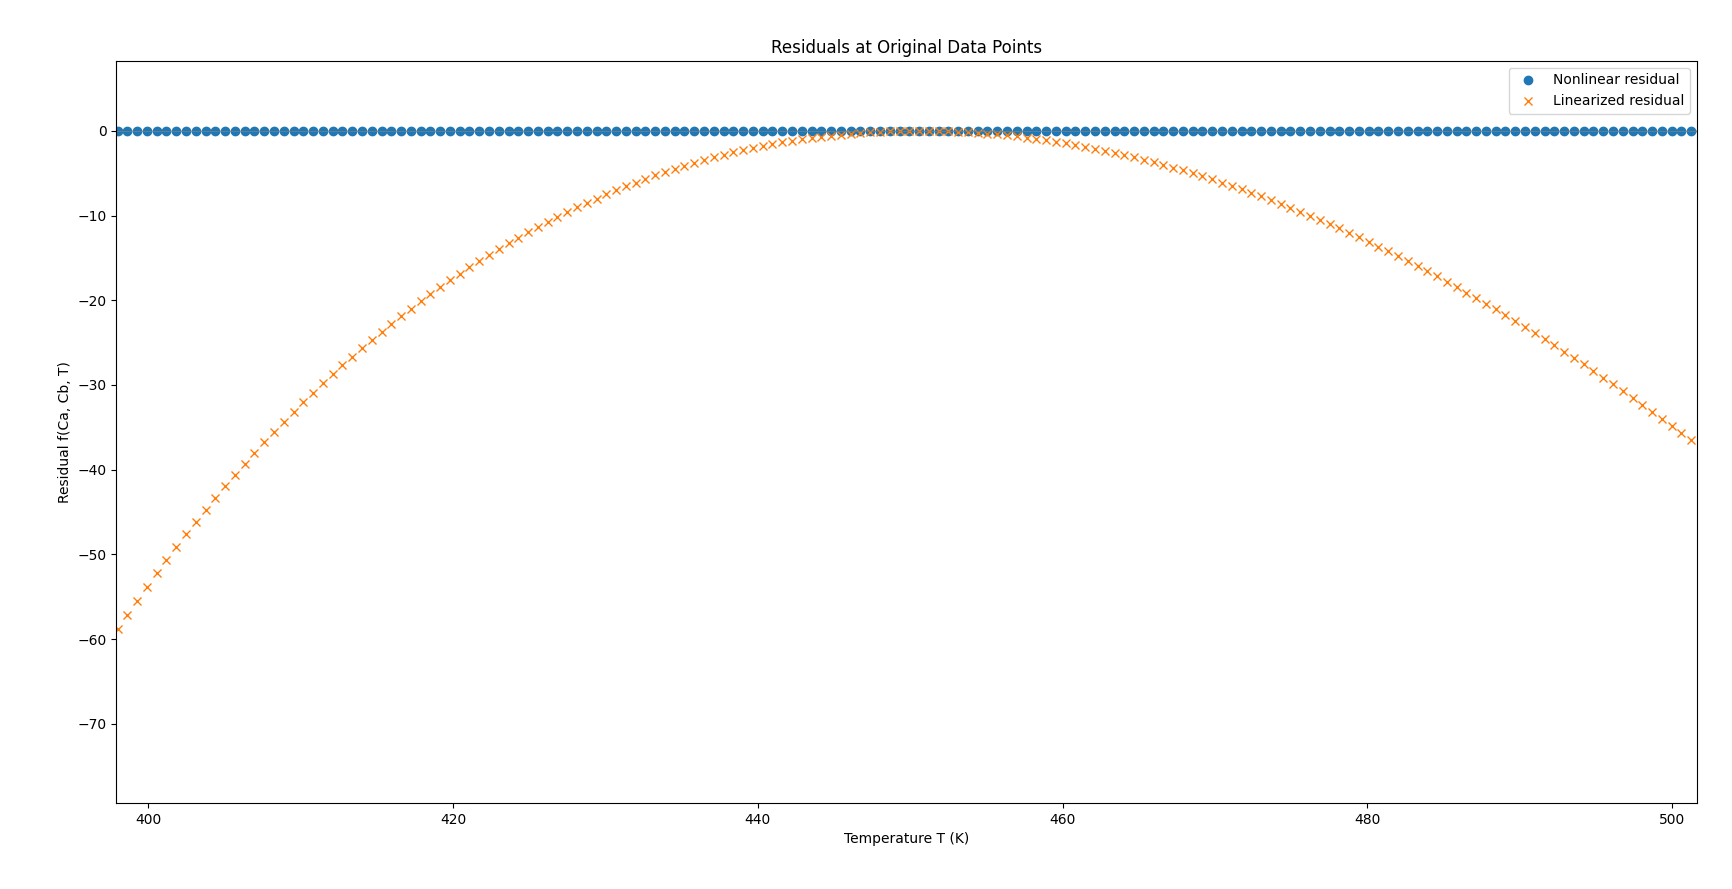 Residuals at Original Data Points
Nonlinear residual
Linearized residual
0
−10
−20
−30
−40
−50
−60
−70
Residual f(Ca, Cb, T)
400 420 440 460 480 500
Temperature T (K)